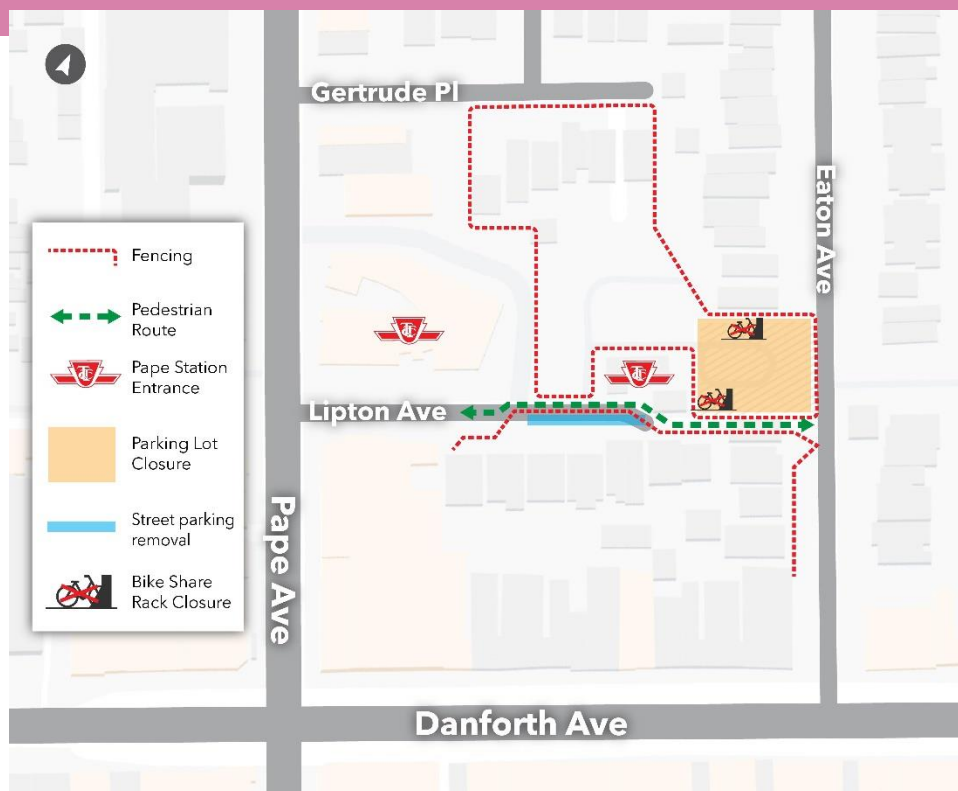 Gertrude Pl
Eaton Ave
Fencing
Pedestrian
Route
Pape Station
Entrance
Lipton Ave
Parking Lot
Closure
Street parking
removal
Pape Ave
Bike Share
Rack Closure
Danforth Ave